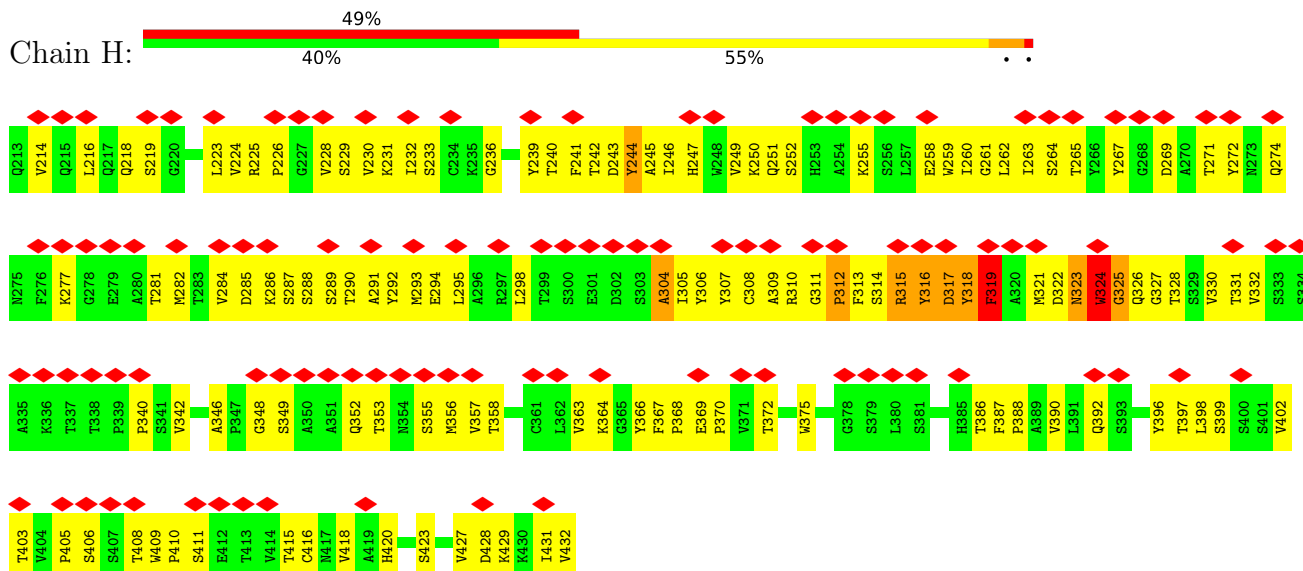 49%
Chain H:
40% 55% • •
Q213 V214 Q215 L216 Q217 Q218 S219 G220 L223 V224 R225 P226 G227 V228 S229 V230 K231 I232 S233 C234 K235 G236 Y239 T240 F241 T242 D243 Y244 A245 I246 H247 W248 V249 K250 Q251 S252 H253 A254 K255 S256 L257 E258 W259 I260 G261 L262 I263 S264 T265 Y266 Y267 G268 D269 A270 T271 Y272 N273 Q274
N275 F276 K277 G278 E279 A280 T281 M282 T283 V284 D285 K286 S287 S288 S289 T290 A291 Y292 M293 E294 L295 A296 R297 L298 T299 S300 E301 D302 S303 A304 I305 Y306 Y307 C308 A309 R310 G311 P312 F313 S314 R315 Y316 D317 Y318 F319 A320 M321 D322 N323 W324 G325 Q326 G327 T328 S329 V330 T331 V332 S333 S334
A335 K336 T337 T338 P339 P340 S341 V342 A346 P347 G348 S349 A350 A351 Q352 T353 N354 S355 M356 V357 T358 C361 L362 V363 K364 G365 Y366 F367 P368 E369 P370 V371 T372 W375 G378 S379 L380 S381 H385 T386 F387 P388 A389 V390 L391 Q392 S393 Y396 T397 L398 S399 S400 S401 V402
T403 V404 P405 S406 S407 T408 W409 P410 S411 E412 T413 V414 T415 C416 N417 V418 A419 H420 S423 V427 D428 K429 K430 I431 V432